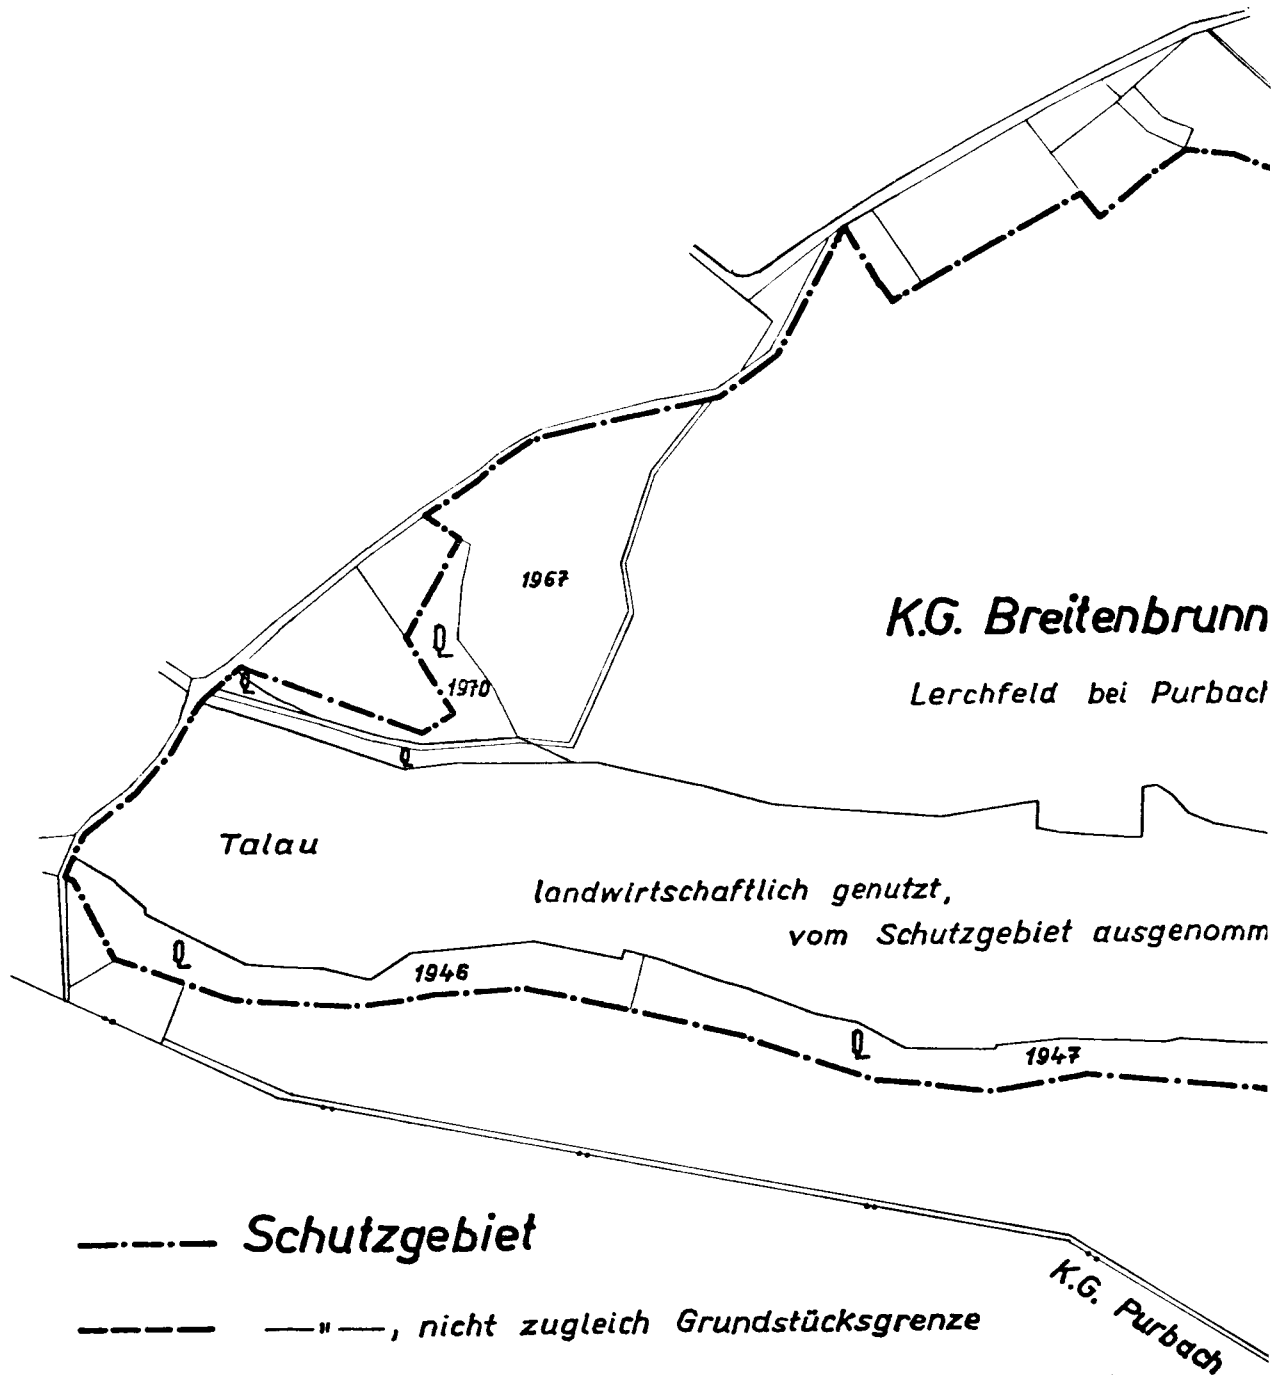 1967
K.G. Breitenbrunn
Lerchfeld bei Purbach
1970
Talau
landwirtschaftlich genutzt,
vom Schutzgebiet ausgenomm
1946
1947
Schutzgebiet
—"—, nicht zugleich Grundstücksgrenze
K.G. Purbach